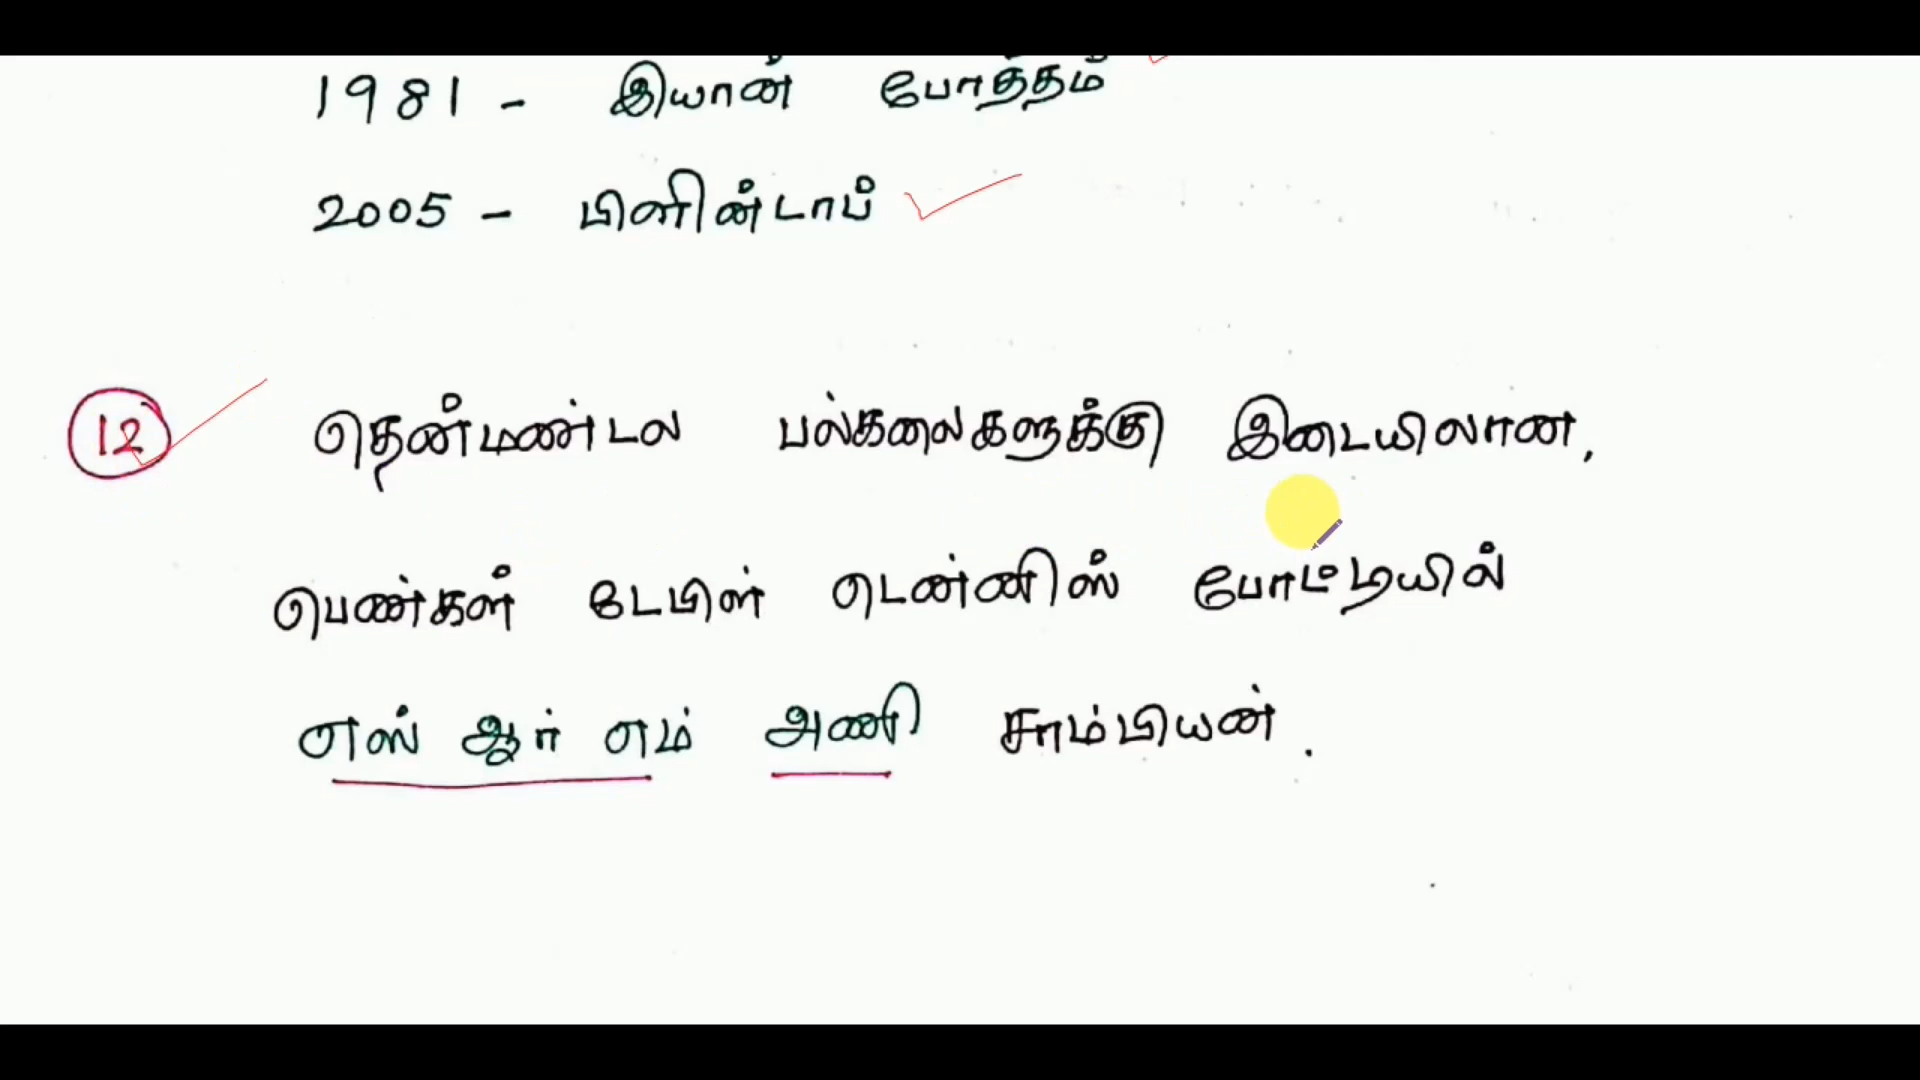 1981 - இயான் போத்தம்
2005 - பிளின்டாப்
12 தென்மண்டல பல்கலைகளுக்கு இடையிலான,
பெண்கள் டேபிள் டென்னிஸ் போட்டியில்
எஸ் ஆர் எம் அணி சாம்பியன்.